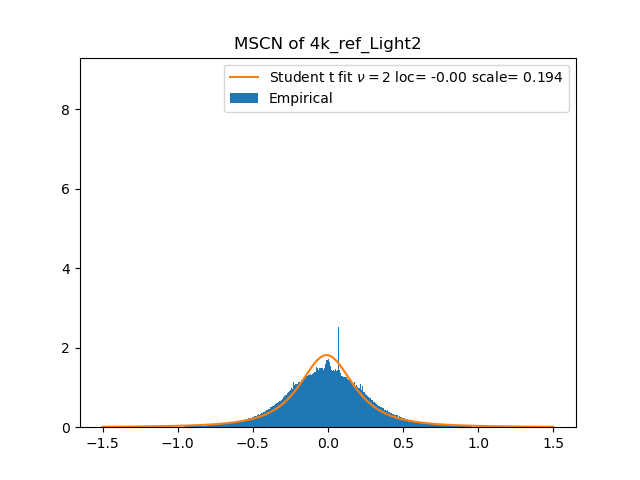 MSCN of 4k_ref_Light2
Student t fit ν = 2 loc= -0.00 scale= 0.194
Empirical
8
6
4
2
0
−1.5 −1.0 −0.5 0.0 0.5 1.0 1.5